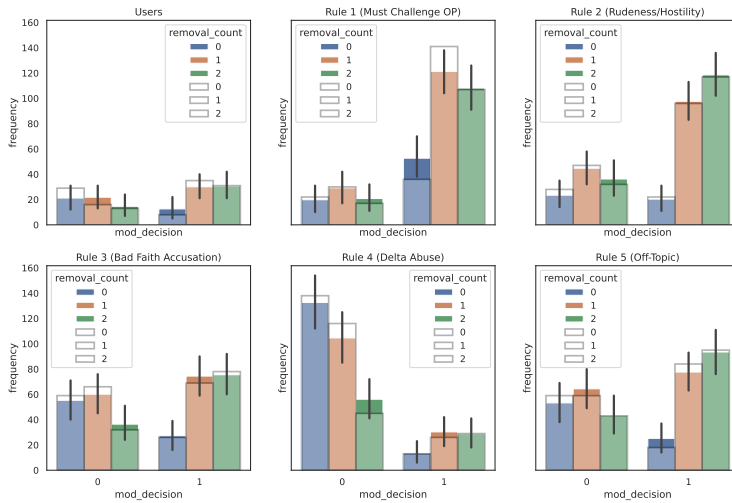 Users
Rule 1 (Must Challenge OP)
Rule 2 (Rudeness/Hostility)
frequency
160
140
120
100
80
60
40
20
0
removal_count
0
1
2
0
1
2
mod_decision
frequency
removal_count
0
1
2
0
1
2
mod_decision
frequency
removal_count
0
1
2
0
1
2
mod_decision
Rule 3 (Bad Faith Accusation)
Rule 4 (Delta Abuse)
Rule 5 (Off-Topic)
frequency
160
140
120
100
80
60
40
20
0
removal_count
0
1
2
0
1
2
0
1
mod_decision
frequency
removal_count
0
1
2
0
1
2
0
1
mod_decision
frequency
removal_count
0
1
2
0
1
2
0
1
mod_decision